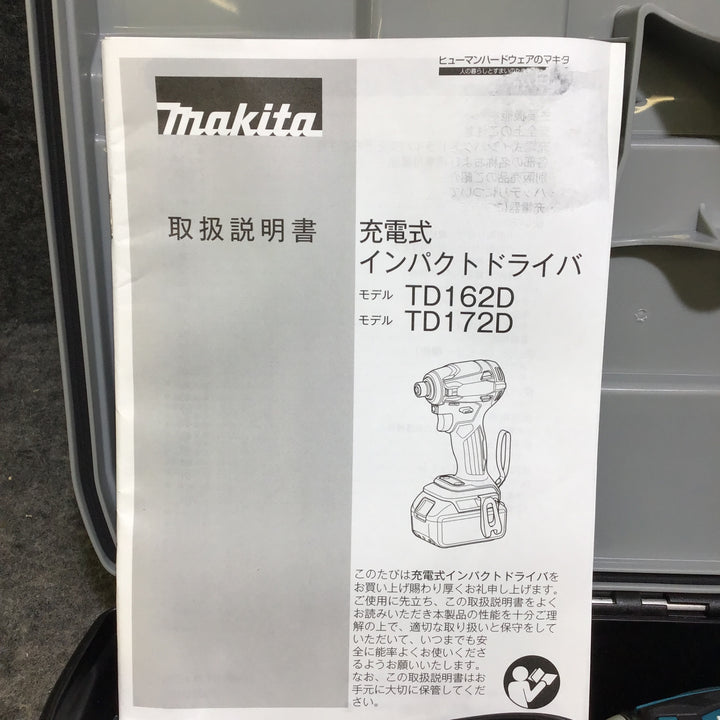 ヒューマンハードウェアのマキタ
makita
取扱説明書
充電式
インパクトドライバ
モデル TD162D
モデル TD172D
このたびは充電式インパクトドライバを
お買い上げ賜わり厚くお礼申し上げます。
ご使用に先立ち、この取扱説明書をよく
お読みいただき本製品の性能を十分ご理
解の上で、適切な取り扱いと保守をして
いただいて、いつまでも安
全に能率よくお使いくださ
るようお願いいたします。
なお、この取扱説明書はお
手元に大切に保管してくだ
さい。